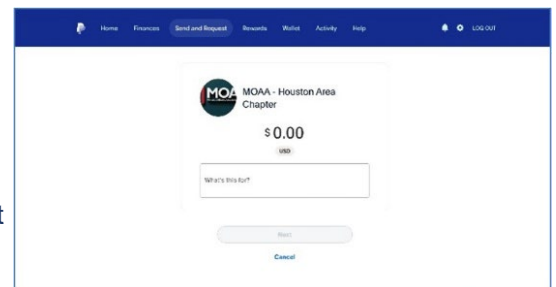 Home Finances Send and Request Rewards Wallet Activity Help LOG OUT
MOA
MOAA - Houston Area
Chapter
$0.00
USD
What's this for?
t
Next
Cancel